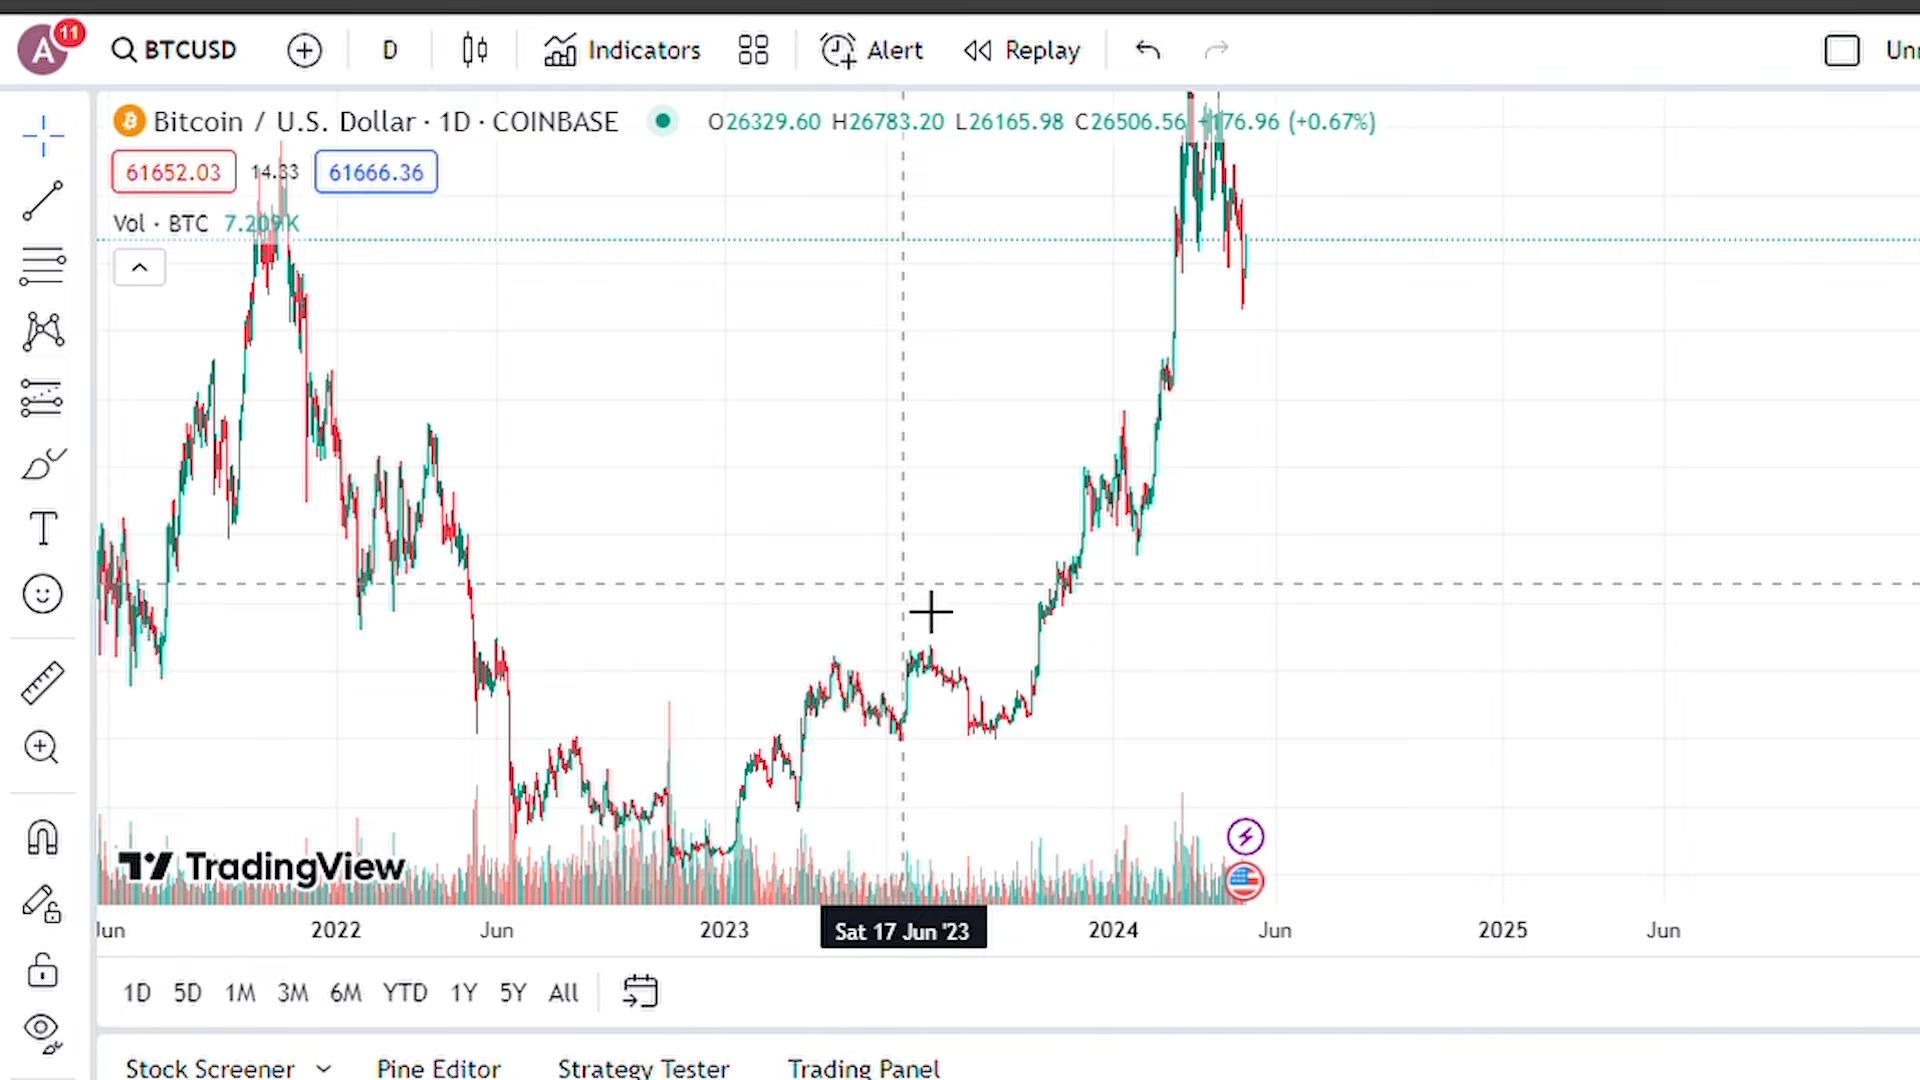 A 11 BTCUSD D Indicators Alert Replay
Bitcoin / U.S. Dollar · 1D · COINBASE O26329.60 H26783.20 L26165.98 C26506.56 +176.96 (+0.67%)
61652.03 14.33 61666.36
Vol · BTC 7.209K
T
TradingView
Jun 2022 Jun 2023 Sat 17 Jun '23 2024 Jun 2025 Jun
1D 5D 1M 3M 6M YTD 1Y 5Y All
Stock Screener Pine Editor Strategy Tester Trading Panel